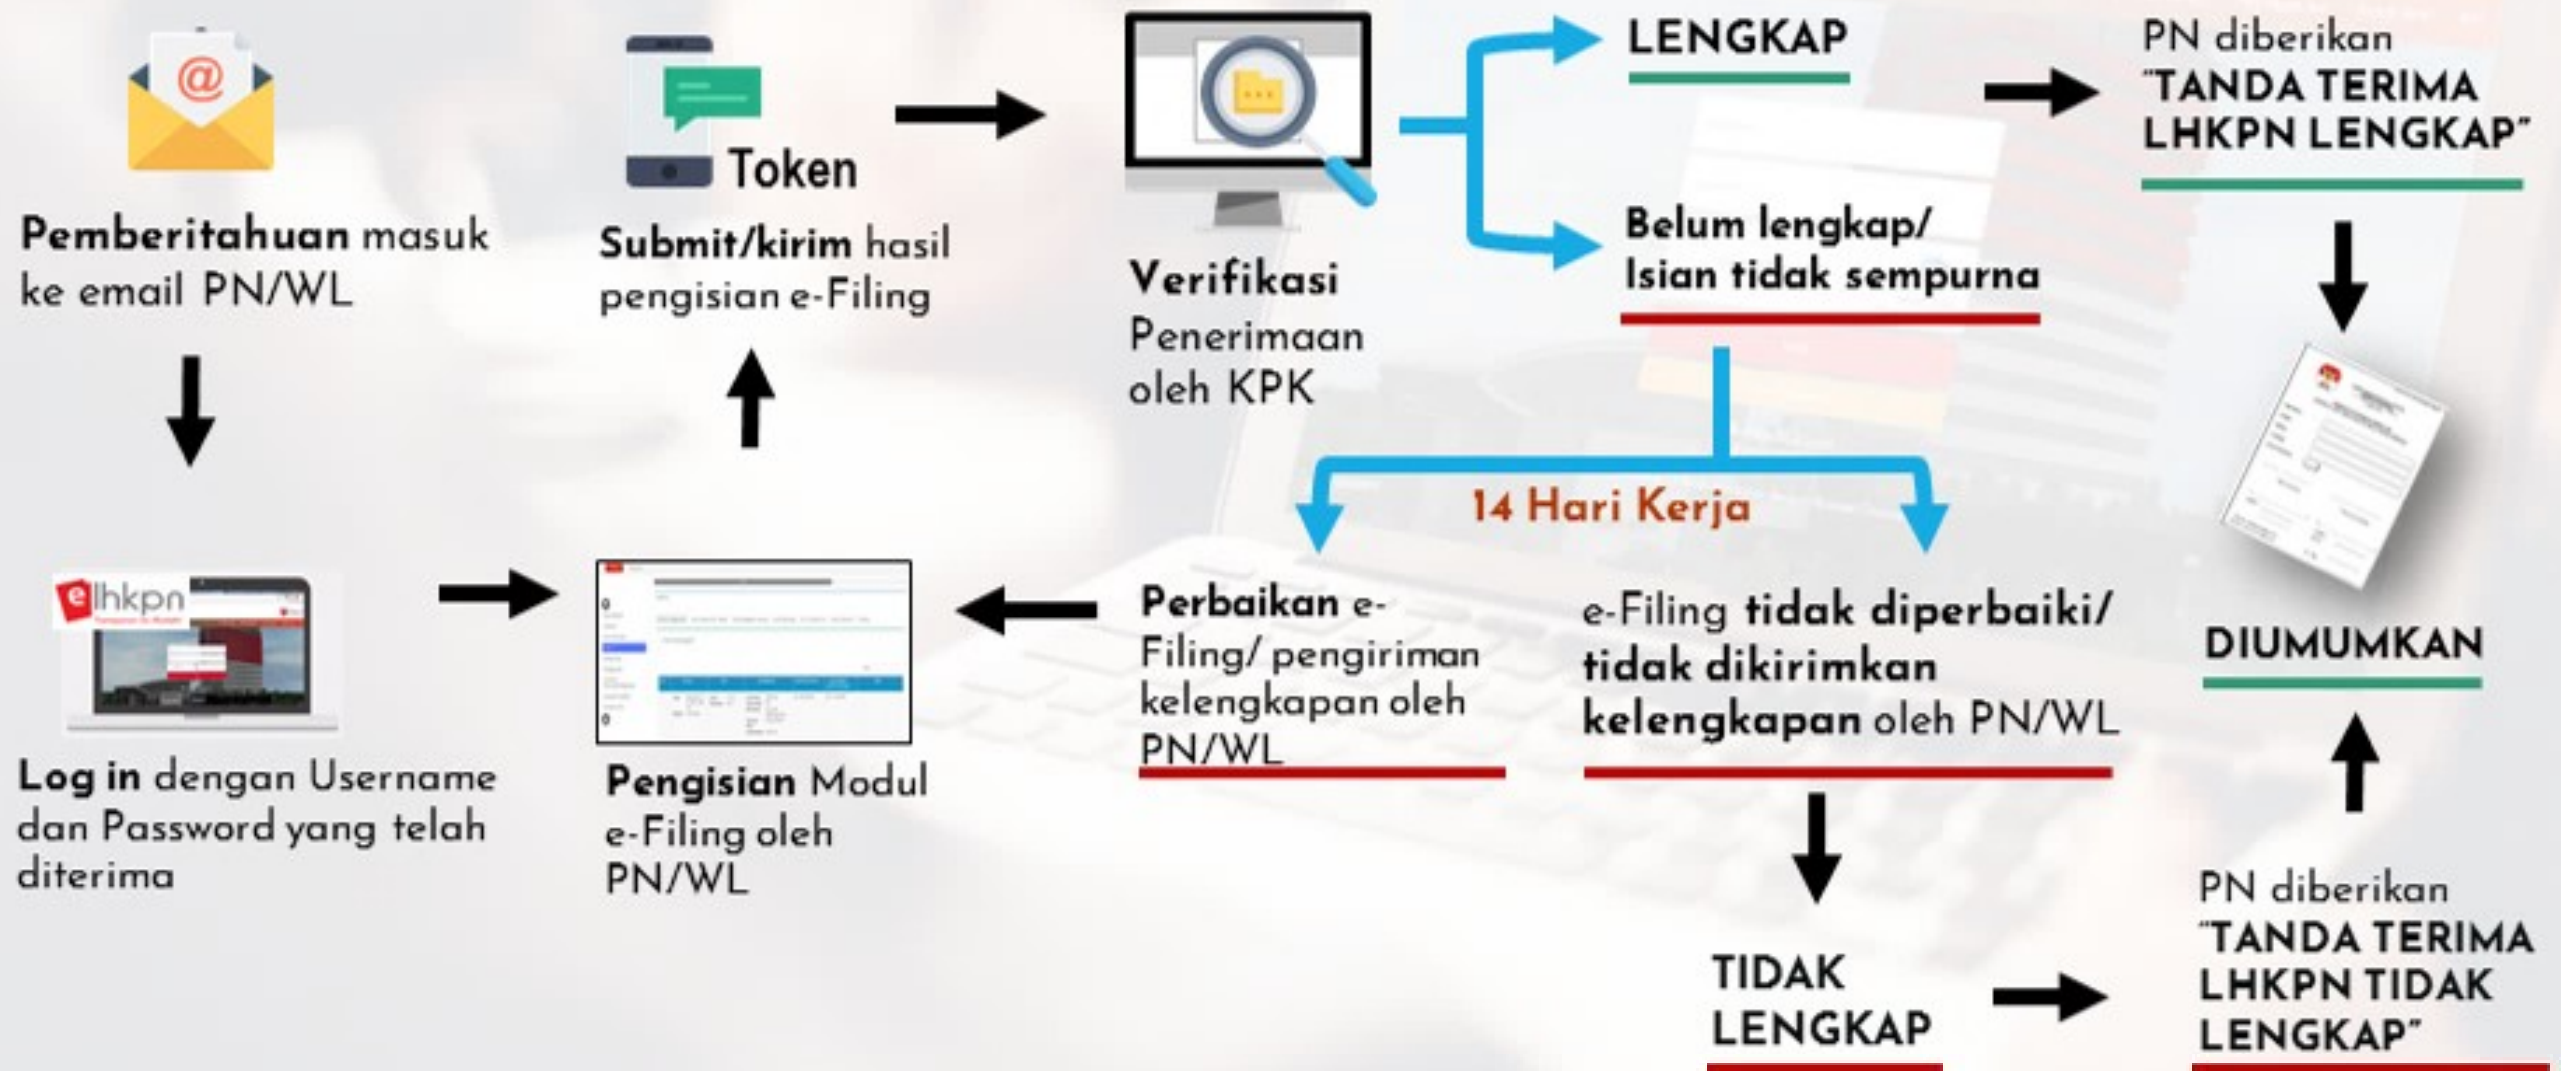 @
Pemberitahuan masuk
ke email PN/WL
elhkpn
Log in dengan Username
dan Password yang telah
diterima
Pengisian Modul
e-Filing oleh
PN/WL
Token
Submit/kirim hasil
pengisian e-Filing
Verifikasi
Penerimaan
oleh KPK
LENGKAP
PN diberikan
"TANDA TERIMA
LHKPN LENGKAP"
Belum lengkap/
Isian tidak sempurna
14 Hari Kerja
Perbaikan e-
Filing/ pengiriman
kelengkapan oleh
PN/WL
e-Filing tidak diperbaiki/
tidak dikirimkan
kelengkapan oleh PN/WL
TIDAK
LENGKAP
PN diberikan
"TANDA TERIMA
LHKPN TIDAK
LENGKAP"
DIUMUMKAN